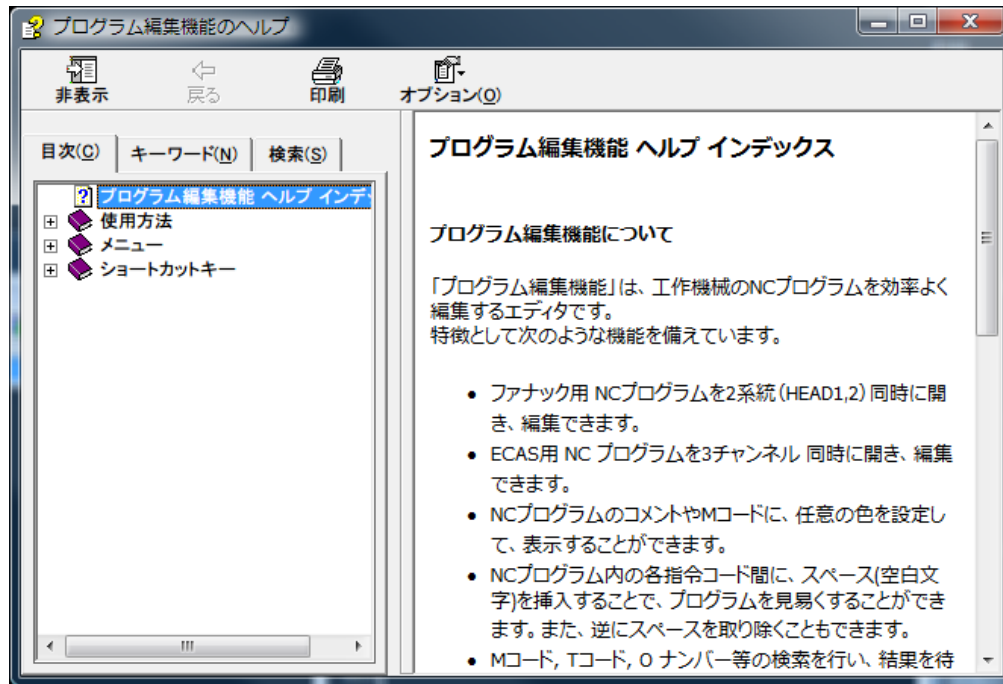 プログラム編集機能のヘルプ
非表示
戻る
印刷
オプション(O)
目次(C)
キーワード(N)
検索(S)
プログラム編集機能 ヘルプ インデ
使用方法
メニュー
ショートカットキー
プログラム編集機能 ヘルプ インデックス
プログラム編集機能について
「プログラム編集機能」は、工作機械のNCプログラムを効率よく
編集するエディタです。
特徴として次のような機能を備えています。
• ファナック用 NCプログラムを2系統(HEAD1,2)同時に開
き、編集できます。
• ECAS用 NC プログラムを3チャンネル 同時に開き、編集
できます。
• NCプログラムのコメントやMコードに、任意の色を設定し
て、表示することができます。
• NCプログラム内の各指令コード間に、スペース(空白文
字)を挿入することで、プログラムを見易くすることができ
ます。また、逆にスペースを取り除くこともできます。
• Mコード, Tコード, O ナンバー等の検索を行い、結果を待